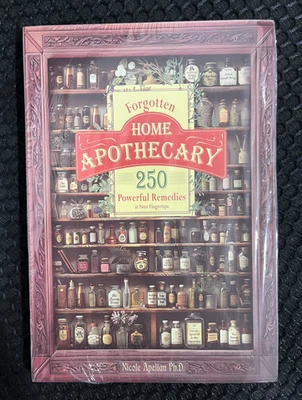 Forgotten
HOME
APOTHECARY
250
Powerful Remedies
at Your Fingertips
Nicole Apelian Ph.D.